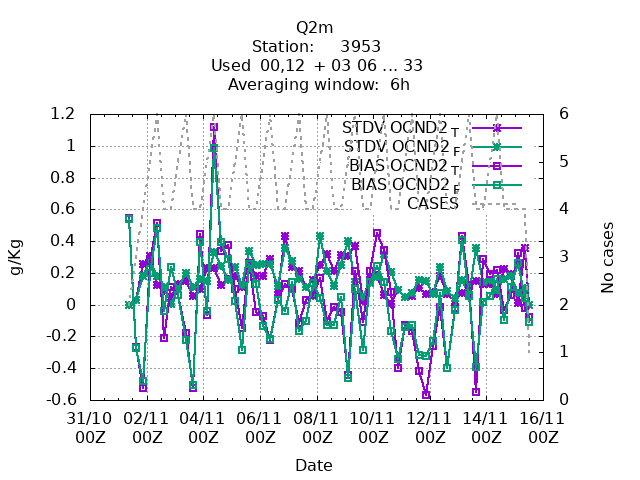 Q2m
Station: 3953
Used 00,12 + 03 06 ... 33
Averaging window: 6h
STDV OCND2 T
STDV OCND2 F
BIAS OCND2 T
BIAS OCND2 F
CASES
1.2
1
0.8
0.6
0.4
0.2
0
-0.2
-0.4
-0.6
g/Kg
6
5
4
3
2
1
0
No cases
31/10 02/11 04/11 06/11 08/11 10/11 12/11 14/11 16/11
00Z 00Z 00Z 00Z 00Z 00Z 00Z 00Z 00Z
Date